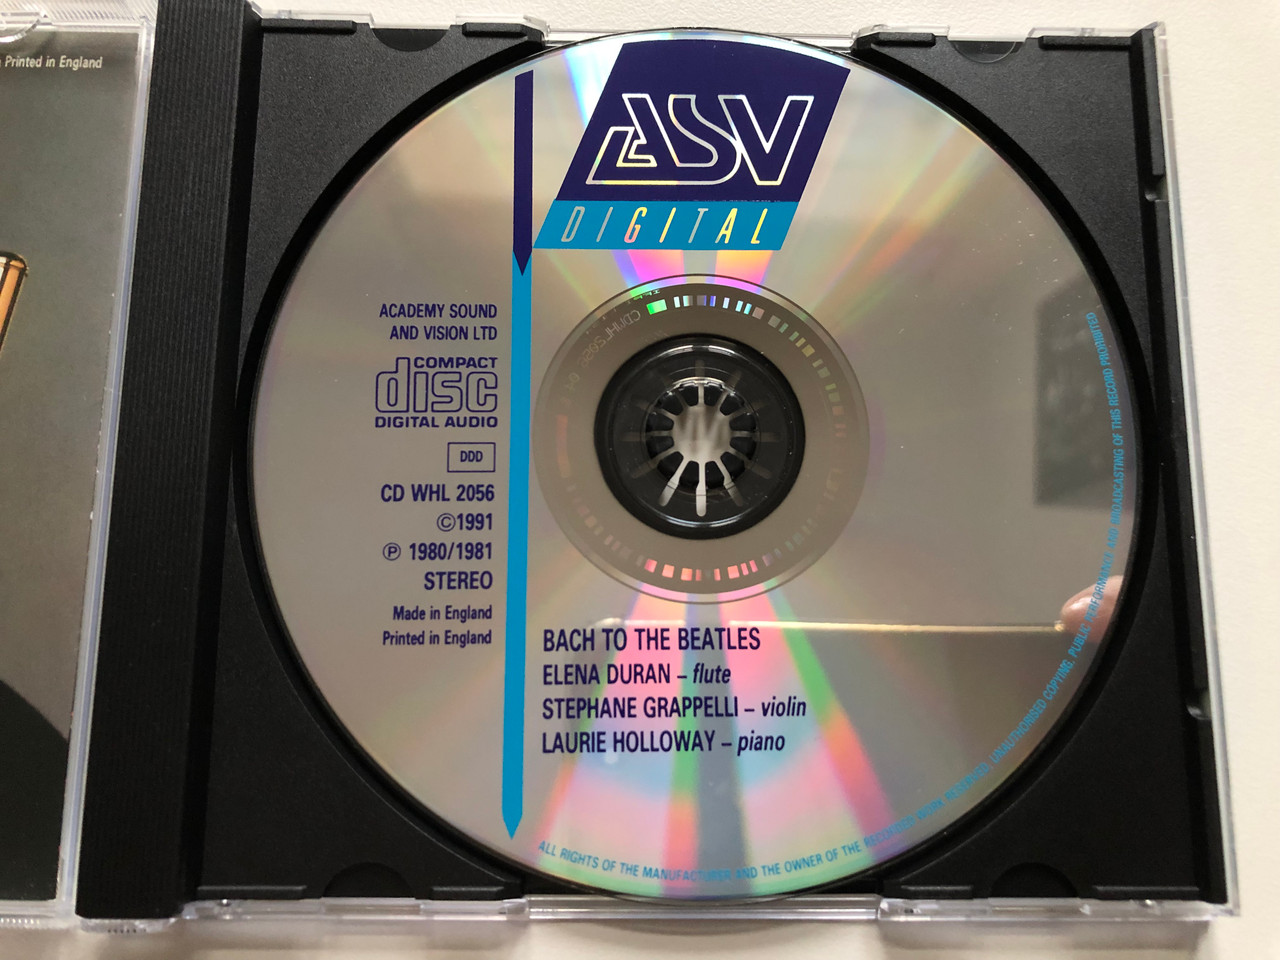 Printed in England
ASV
DIGITAL
ACADEMY SOUND
AND VISION LTD
COMPACT
disc
DIGITAL AUDIO
DDD
CD WHL 2056
©1991
℗ 1980/1981
STEREO
Made in England
Printed in England
BACH TO THE BEATLES
ELENA DURAN – flute
STEPHANE GRAPPELLI – violin
LAURIE HOLLOWAY – piano
ALL RIGHTS OF THE MANUFACTURER AND THE OWNER OF THE RECORDED WORK RESERVED. UNAUTHORISED COPYING, PUBLIC PERFORMANCE AND BROADCASTING OF THIS RECORD PROHIBITED